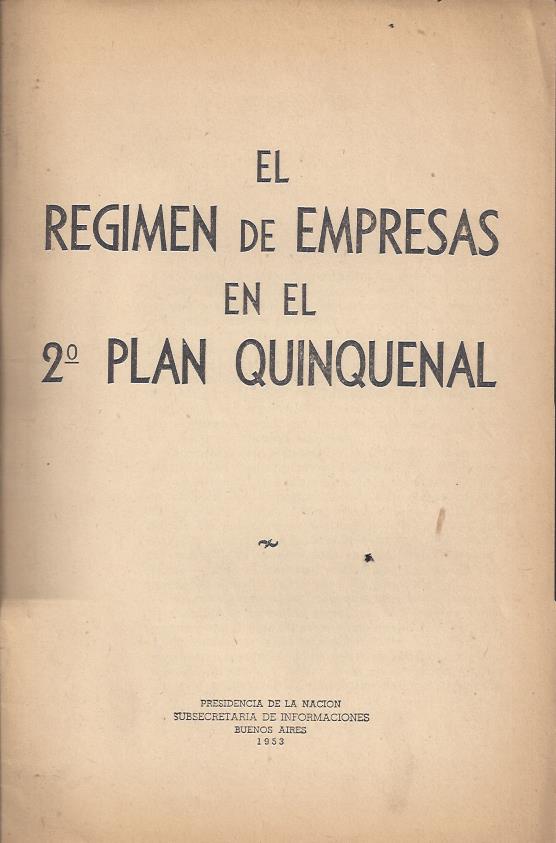 EL
REGIMEN DE EMPRESAS
EN EL
2º PLAN QUINQUENAL
PRESIDENCIA DE LA NACION
SUBSECRETARIA DE INFORMACIONES
BUENOS AIRES
1953